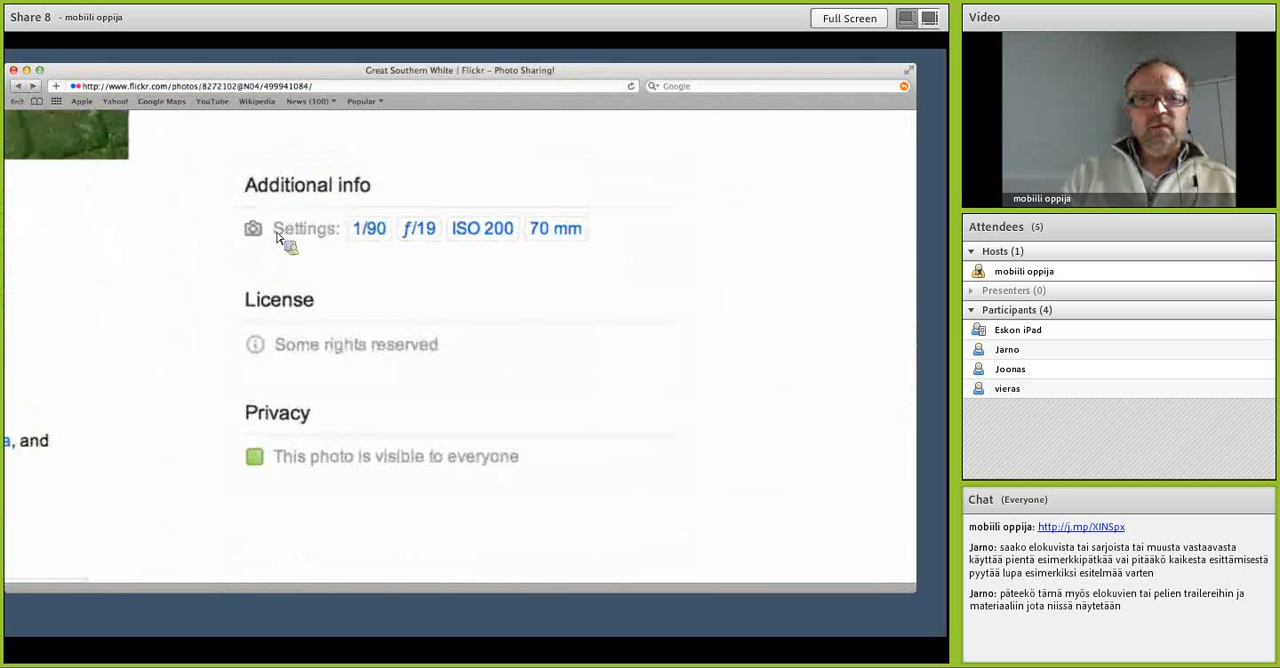 Share 8 - mobiili oppija
Full Screen
Great Southern White | Flickr – Photo Sharing!
http://www.flickr.com/photos/8272102@N04/499941084/
Google
Apple Yahoo! Google Maps YouTube Wikipedia News (100) Popular
Additional info
Settings: 1/90 ƒ/19 ISO 200 70 mm
License
Some rights reserved
Privacy
a, and
This photo is visible to everyone
Video
mobiili oppija
Attendees (5)
Hosts (1)
mobiili oppija
Presenters (0)
Participants (4)
Eskon iPad
Jarno
Joonas
vieras
Chat (Everyone)
mobiili oppija: http://j.mp/XINSpx
Jarno: saako elokuvista tai sarjoista tai muusta vastaavasta
käyttää pientä esimerkkipätkää vai pitääkö kaikesta esittämisestä
pyytää lupa esimerkiksi esitelmää varten
Jarno: päteekö tämä myös elokuvien tai pelien trailereihin ja
materiaaliin jota niissä näytetään